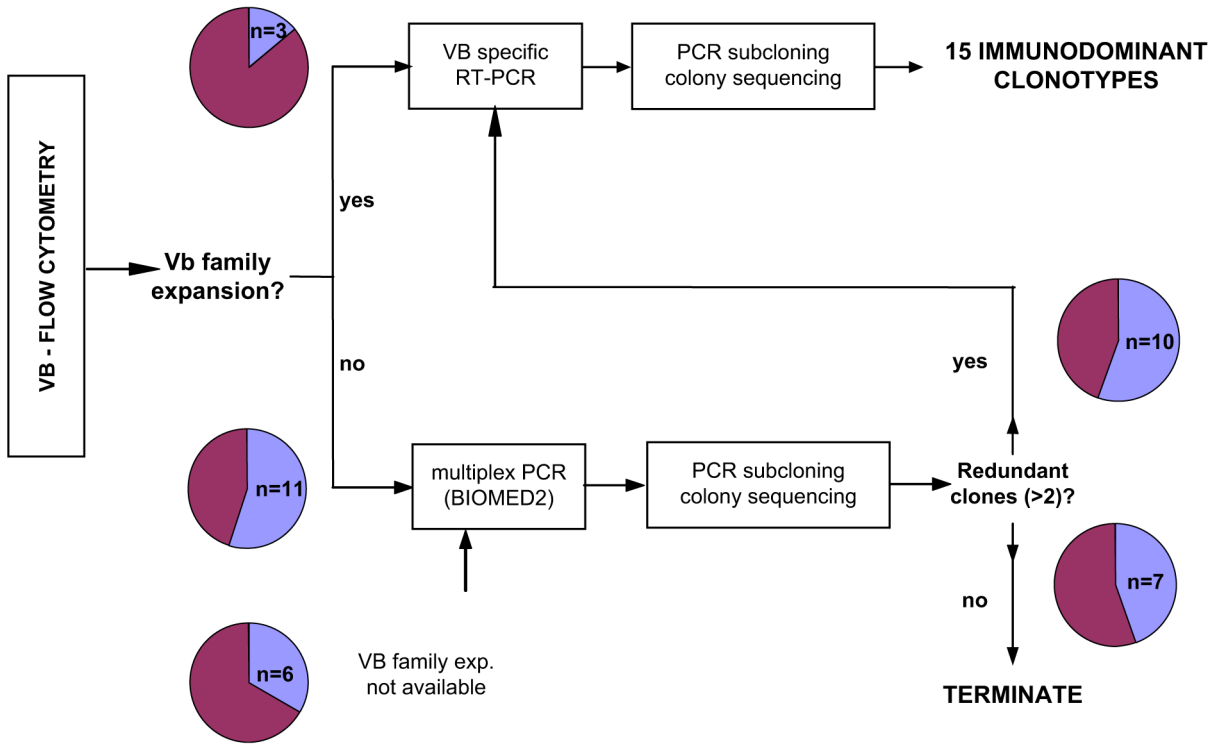 n=3
VB specific
RT-PCR
PCR subcloning
colony sequencing
15 IMMUNODOMINANT
CLONOTYPES
VB - FLOW CYTOMETRY
yes
Vb family
expansion?
no
n=10
yes
n=11
multiplex PCR
(BIOMED2)
PCR subcloning
colony sequencing
Redundant
clones (>2)?
n=7
no
n=6
VB family exp.
not available
TERMINATE